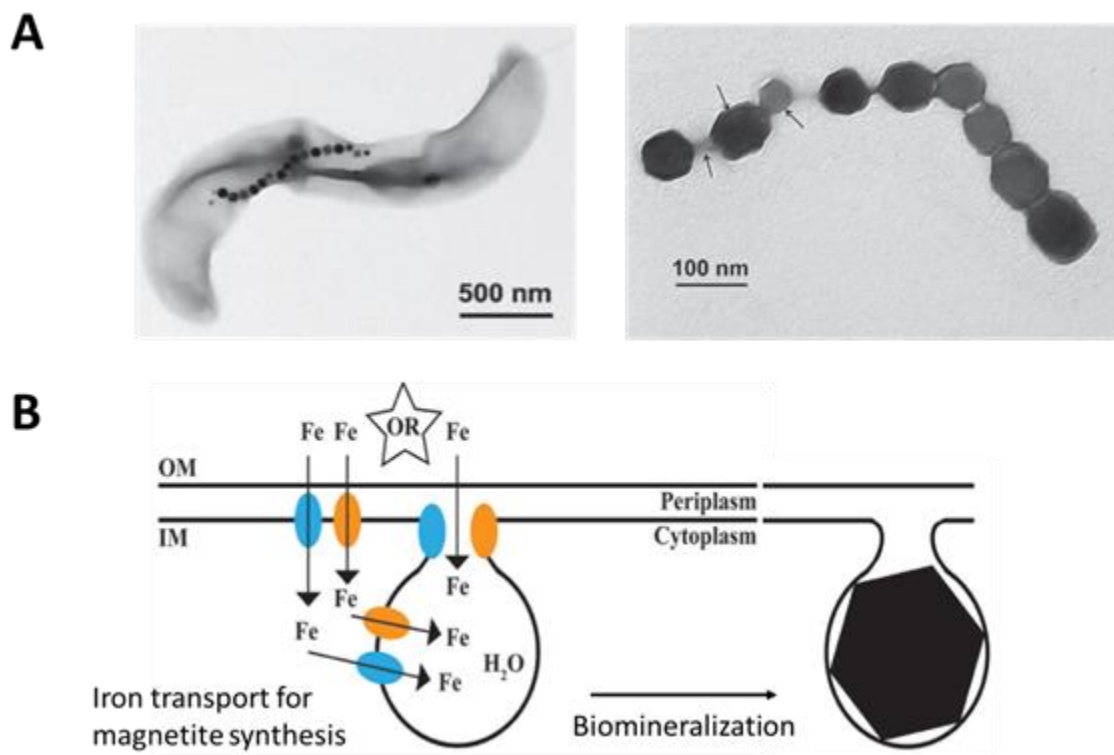 A
500 nm
100 nm
B
Fe Fe OR Fe
OM
Periplasm
IM
Cytoplasm
Fe
Fe
Fe
Fe
Fe
H₂O
Iron transport for
magnetite synthesis
Biomineralization